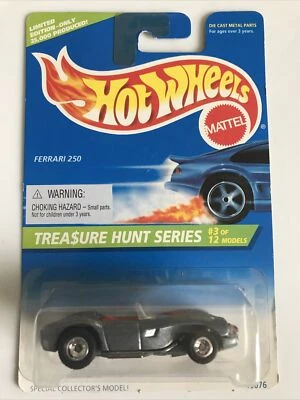 LIMITED
EDITION-ONLY
25,000 PRODUCED!
DIE CAST METAL PARTS
For ages over 3 years.
Hot Wheels
MATTEL
FERRARI 250
WARNING:
CHOKING HAZARD - Small parts.
Not for children under 3 years.
TREA$URE HUNT SERIES
#3 OF
12 MODELS
SPECIAL COLLECTOR'S MODEL!